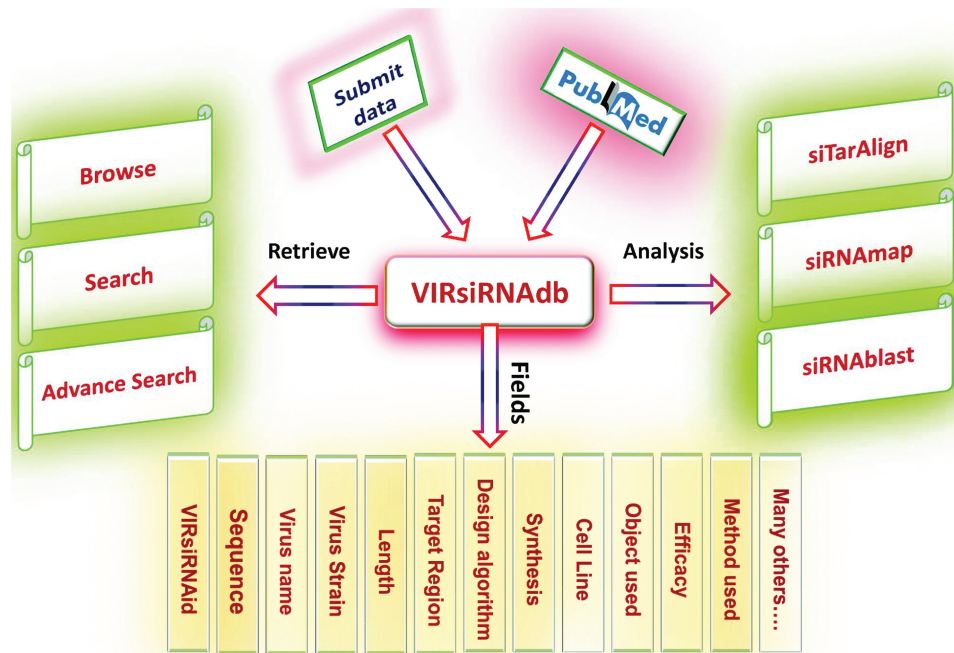 Submit
data
PubMed
Browse
Search
Advance Search
Retrieve
VIRsiRNAdb
Analysis
siTarAlign
siRNAmap
siRNAblast
Fields
VIRsiRNAid
Sequence
Virus name
Virus Strain
Length
Target Region
Design algorithm
Synthesis
Cell Line
Object used
Efficacy
Method used
Many others....